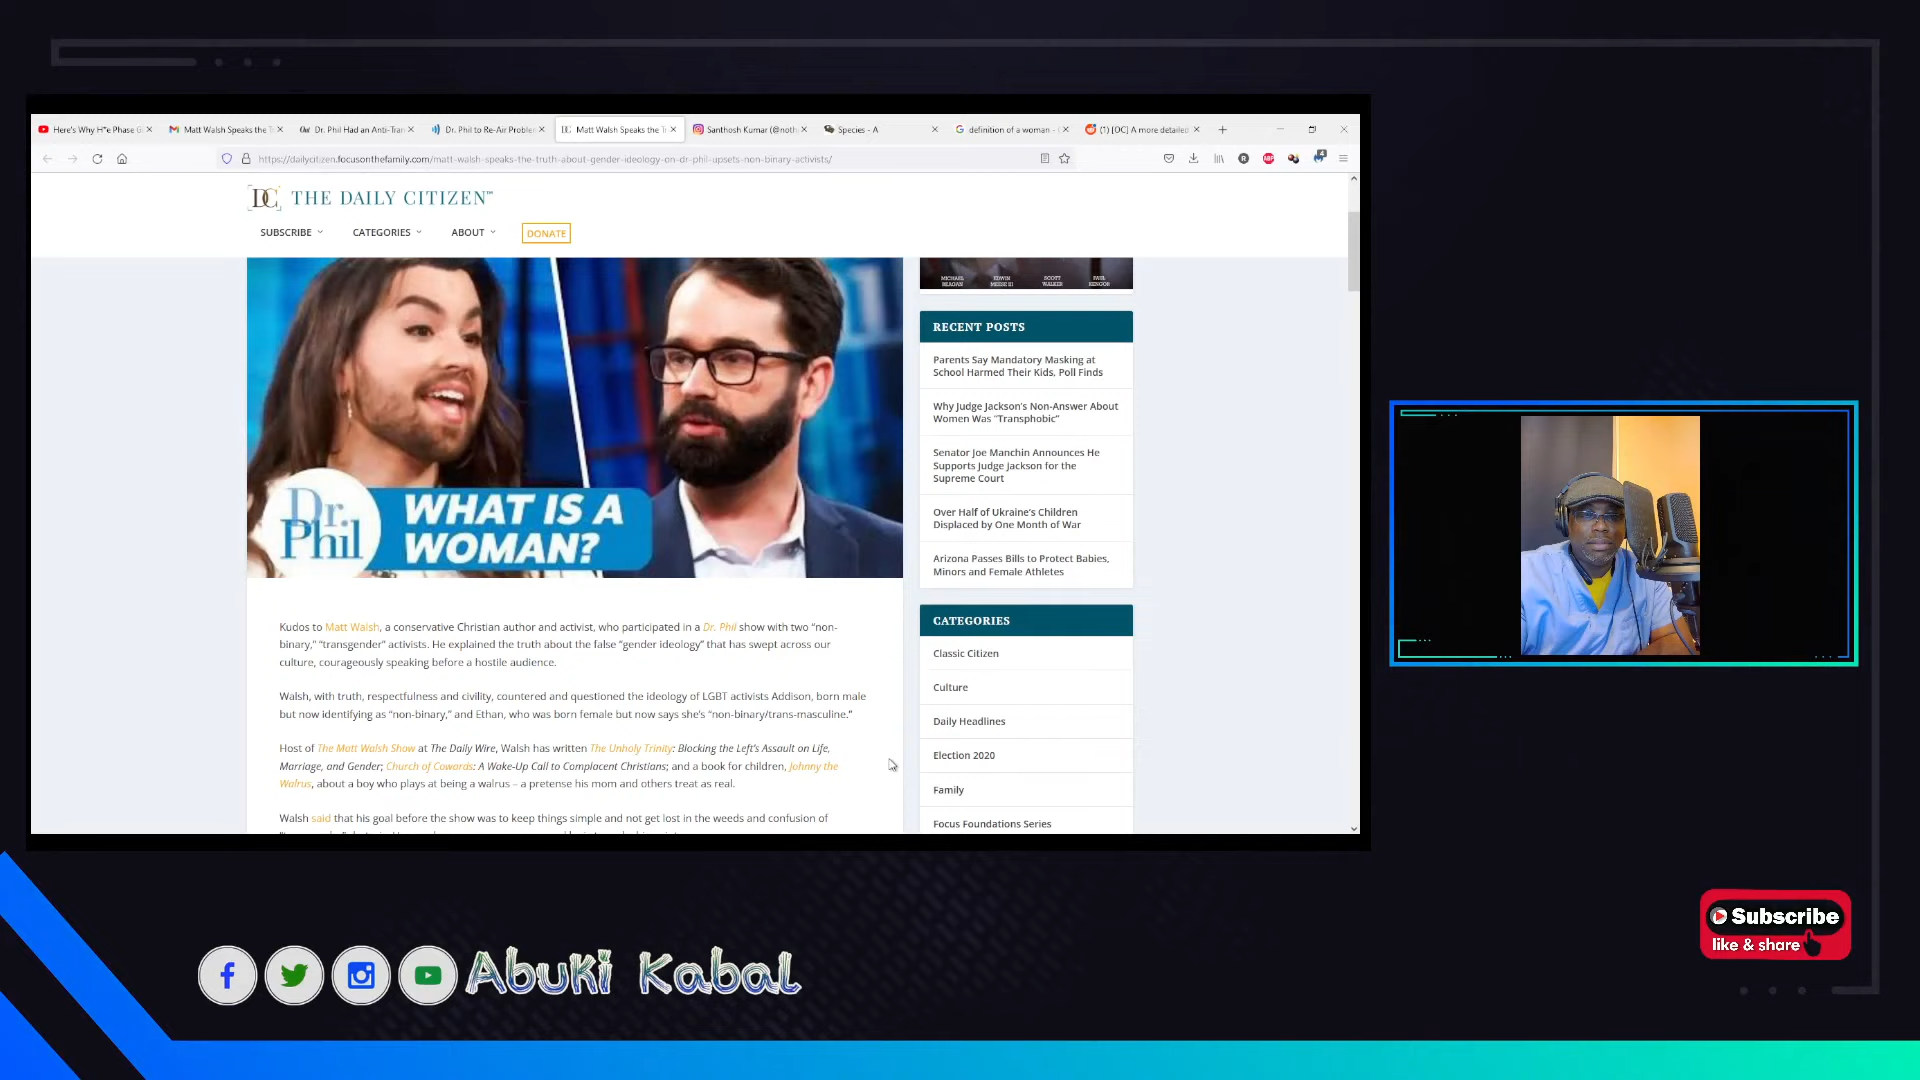 Here's Why H*e Phase G
Matt Walsh Speaks the T
Out Dr. Phil Had an Anti-Tran
Dr. Phil to Re-Air Proble
DC Matt Walsh Speaks the T
Santhosh Kumar (@noth
Species - A
definition of a woman -
(1) [OC] A more detailed
https://dailycitizen.focusonthefamily.com/matt-walsh-speaks-the-truth-about-gender-ideology-on-dr-phil-upsets-non-binary-activists/
DC THE DAILY CITIZEN™
SUBSCRIBE CATEGORIES ABOUT DONATE
Dr. Phil
WHAT IS A
WOMAN?
Kudos to Matt Walsh, a conservative Christian author and activist, who participated in a Dr. Phil show with two “non-
binary,” “transgender” activists. He explained the truth about the false “gender ideology” that has swept across our
culture, courageously speaking before a hostile audience.
Walsh, with truth, respectfulness and civility, countered and questioned the ideology of LGBT activists Addison, born male
but now identifying as “non-binary,” and Ethan, who was born female but now says she’s “non-binary/trans-masculine.”
Host of The Matt Walsh Show at The Daily Wire, Walsh has written The Unholy Trinity: Blocking the Left’s Assault on Life,
Marriage, and Gender; Church of Cowards: A Wake-Up Call to Complacent Christians; and a book for children, Johnny the
Walrus, about a boy who plays at being a walrus – a pretense his mom and others treat as real.
Walsh said that his goal before the show was to keep things simple and not get lost in the weeds and confusion of
MICHAEL REAGAN EDWIN MEESE III SCOTT WALKER PAUL KENGOR
RECENT POSTS
Parents Say Mandatory Masking at
School Harmed Their Kids, Poll Finds
Why Judge Jackson’s Non-Answer About
Women Was “Transphobic”
Senator Joe Manchin Announces He
Supports Judge Jackson for the
Supreme Court
Over Half of Ukraine’s Children
Displaced by One Month of War
Arizona Passes Bills to Protect Babies,
Minors and Female Athletes
CATEGORIES
Classic Citizen
Culture
Daily Headlines
Election 2020
Family
Focus Foundations Series
Abuki Kabal
Subscribe
like & share